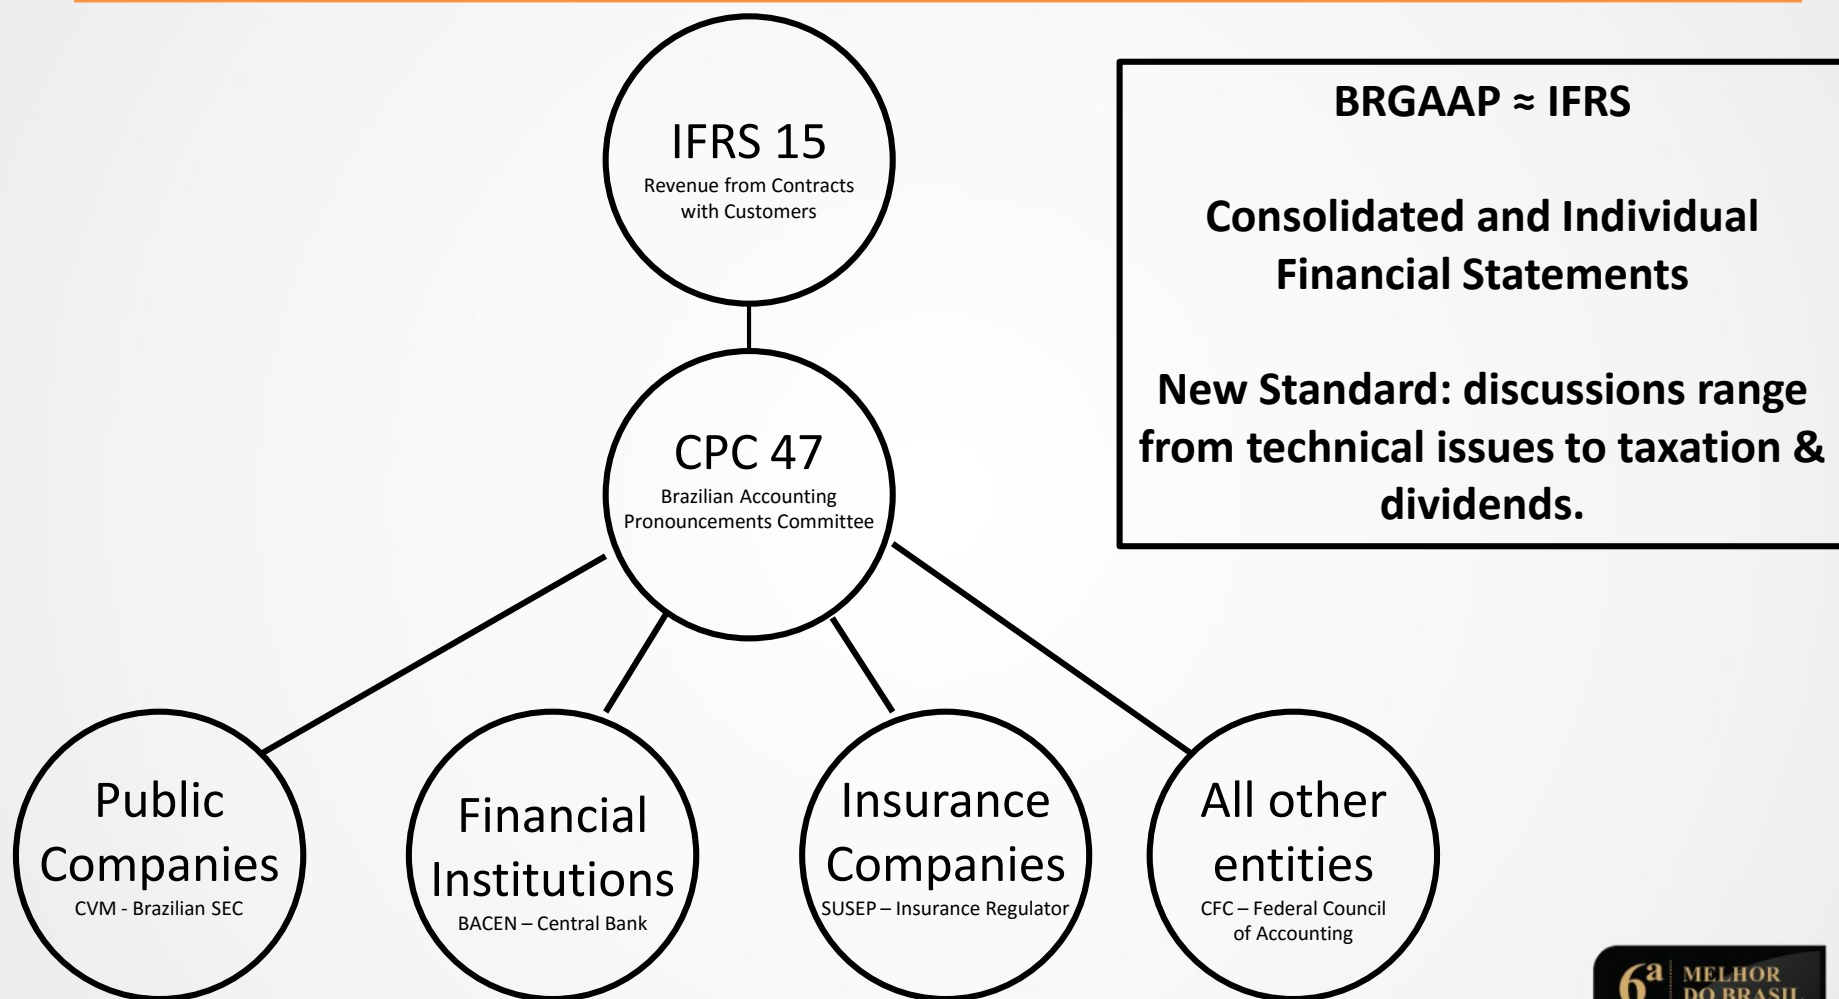 IFRS 15
Revenue from Contracts
with Customers
BRGAAP ≈ IFRS
Consolidated and Individual
Financial Statements
New Standard: discussions range
from technical issues to taxation &
dividends.
CPC 47
Brazilian Accounting
Pronouncements Committee
Public
Companies
CVM - Brazilian SEC
Financial
Institutions
BACEN – Central Bank
Insurance
Companies
SUSEP – Insurance Regulator
All other
entities
CFC – Federal Council
of Accounting
6ª MELHOR
DO BRASIL